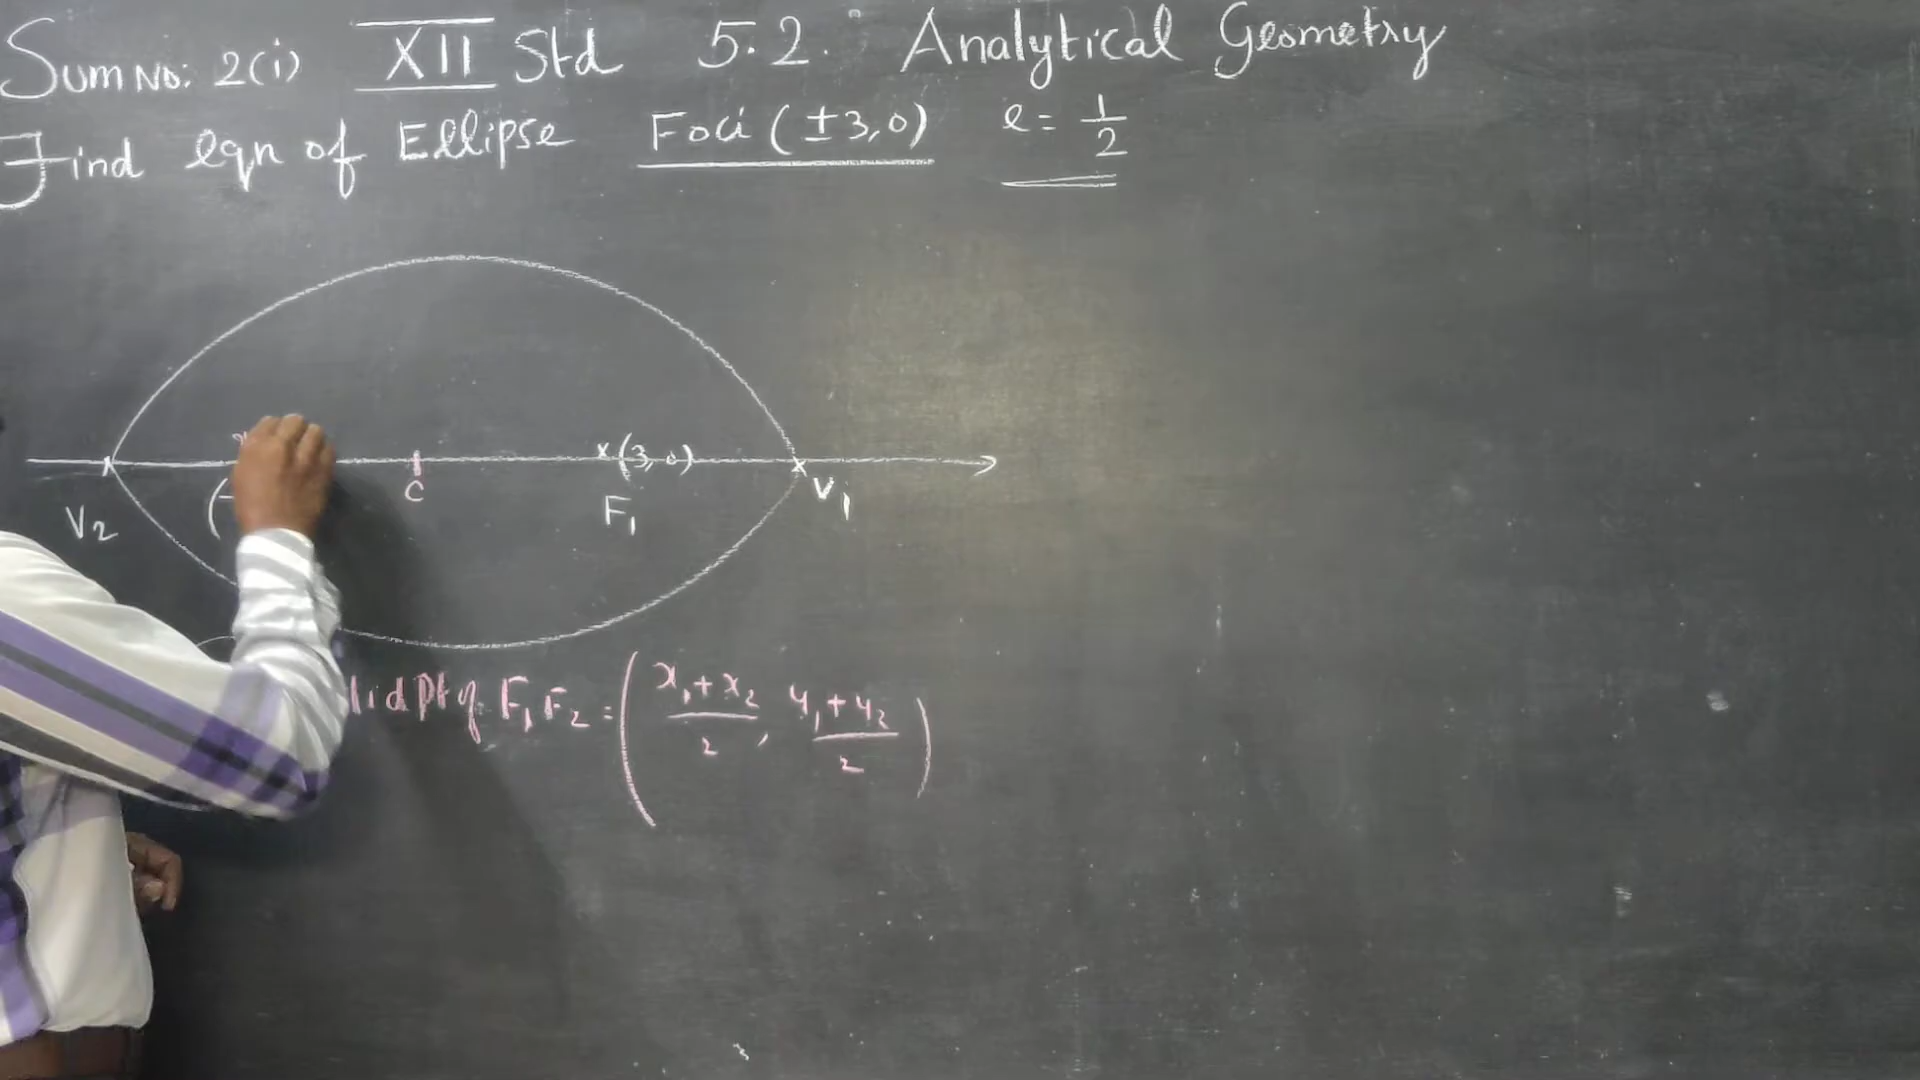 Sum No: 2(i) XII Std 5.2. Analytical Geometry
Find eqn of Ellipse Foci (±3,0) e = 1/2
x (3, 0)
V2 (- C F1 V1
Pt of F1 F2 = ( x1 + x2 / 2 , y1 + y2 / 2 )